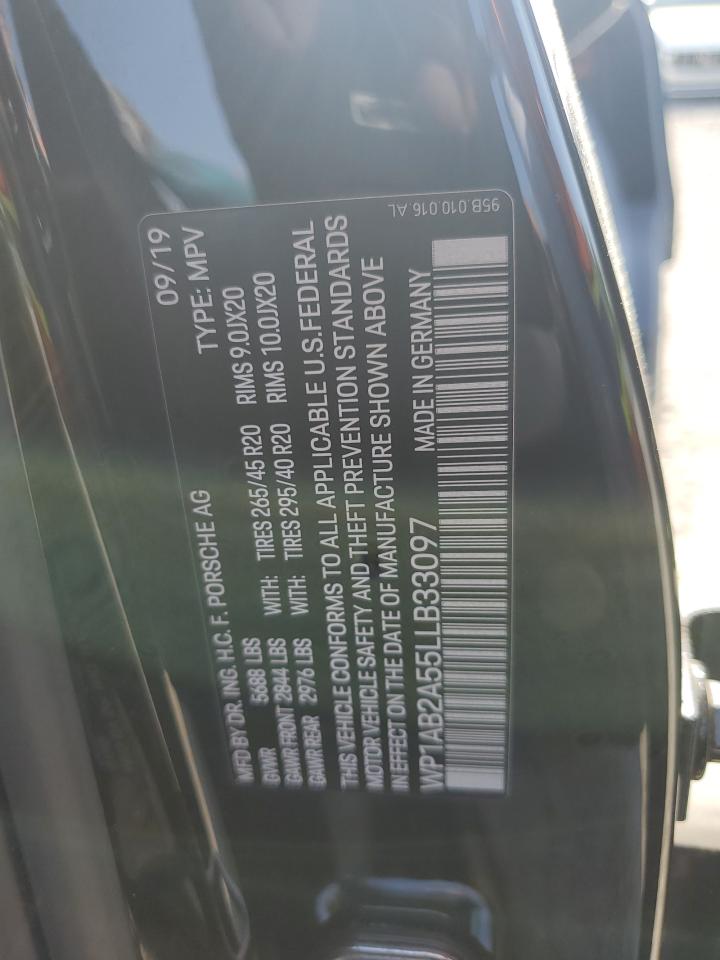 09/19
MFD BY DR. ING. H.C. F. PORSCHE AG TYPE: MPV
GAWR 5688 LBS WITH: TIRES 265/45 R20 RIMS 9.0JX20
GAWR FRONT 2844 LBS WITH: TIRES 295/40 R20 RIMS 10.0JX20
GAWR REAR 2976 LBS
THIS VEHICLE CONFORMS TO ALL APPLICABLE U.S.FEDERAL
MOTOR VEHICLE SAFETY AND THEFT PREVENTION STANDARDS
IN EFFECT ON THE DATE OF MANUFACTURE SHOWN ABOVE
WP1AB2A55LLB33097 MADE IN GERMANY
95B.010.016 AL